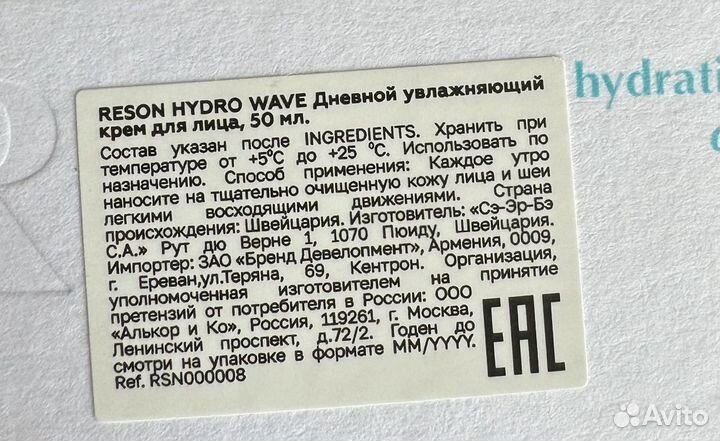 RESON HYDRO WAVE Дневной увлажняющий
крем для лица, 50 мл.
Состав указан после INGREDIENTS. Хранить при
температуре от +5°C до +25 °C. Использовать по
назначению. Способ применения: Каждое утро
наносите на тщательно очищенную кожу лица и шеи
легкими восходящими движениями. Страна
происхождения: Швейцария. Изготовитель: «Сэ-Эр-Бэ
С.А.» Рут дю Верне 1, 1070 Пюиду, Швейцария.
Импортер: ЗАО «Бренд Девелопмент», Армения, 0009,
г. Ереван,ул.Теряна, 69, Кентрон. Организация,
уполномоченная изготовителем на принятие
претензий от потребителя в России: ООО
«Алькор и Ко», Россия, 119261, г. Москва,
Ленинский проспект, д.72/2. Годен до
смотри на упаковке в формате MM/YYYY.
Ref. RSN000008
EAC
hydrati
Avito